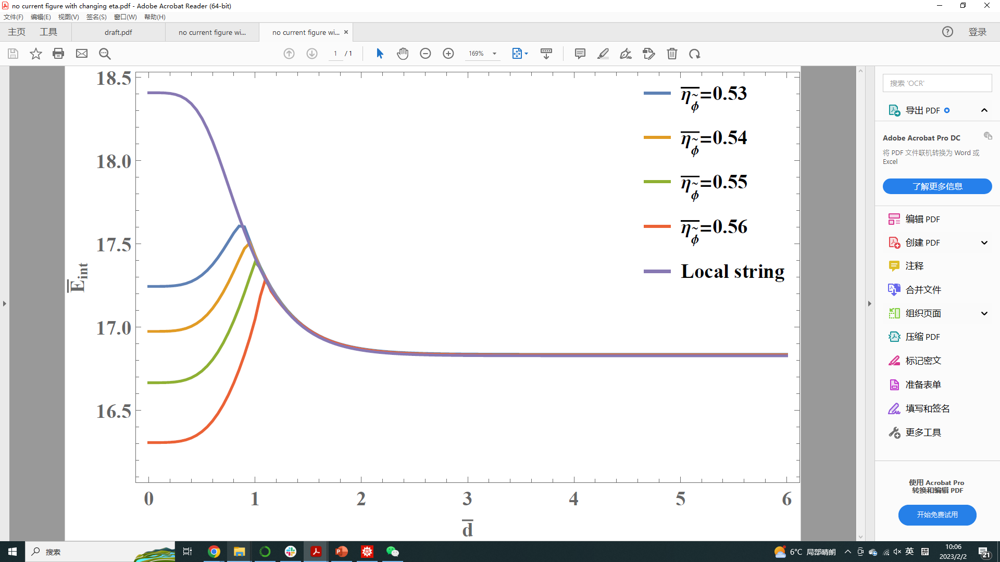 no current figure with changing eta.pdf - Adobe Acrobat Reader (64-bit)
文件(F) 编辑(E) 视图(V) 签名(S) 窗口(W) 帮助(H)
主页 工具 draft.pdf no current figure wi... no current figure wi... × ? 登录
1 / 1 169%
18.5
18.0
17.5
17.0
16.5
E̅int
0 1 2 3 4 5 6
d̅
η̅ϕ̃=0.53
η̅ϕ̃=0.54
η̅ϕ̃=0.55
η̅ϕ̃=0.56
Local string
搜索 'OCR'
导出 PDF
Adobe Acrobat Pro DC
将 PDF 文件联机转换为 Word 或
Excel
了解更多信息
编辑 PDF
创建 PDF
注释
合并文件
组织页面
压缩 PDF
标记密文
准备表单
填写和签名
更多工具
使用 Acrobat Pro
转换和编辑 PDF
开始免费试用
搜索
6°C 局部晴朗 英 拼 10:06
2023/2/2
21